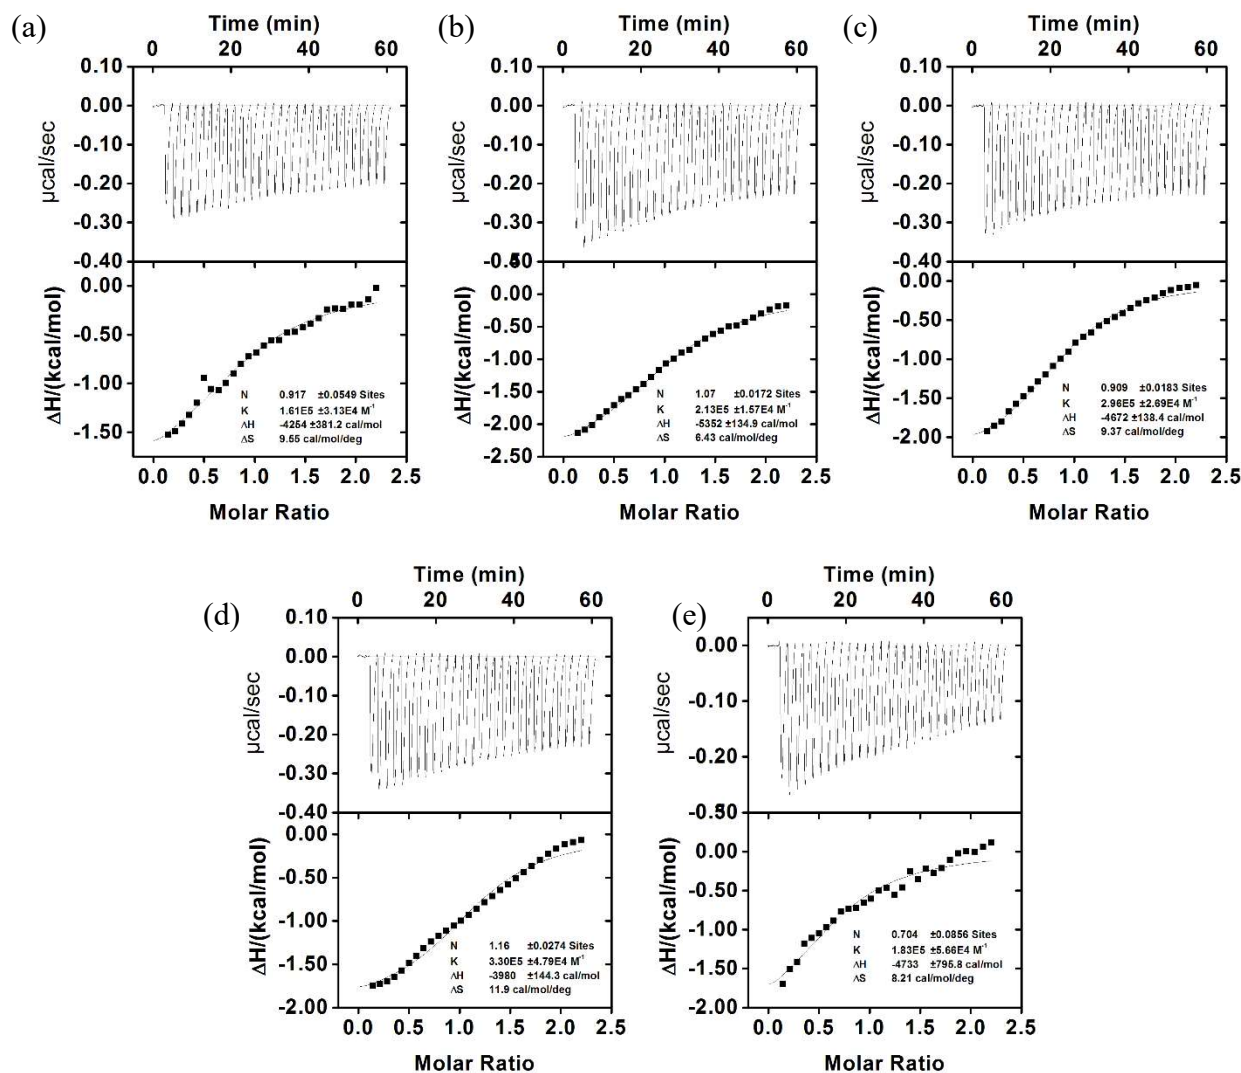 (a)
Time (min)
0 20 40 60
0.10
0.00
-0.10
-0.20
-0.30
-0.40
µcal/sec
0.00
-0.50
-1.00
-1.50
ΔH/(kcal/mol)
N 0.917 ±0.0549 Sites
K 1.61E5 ±3.13E4 M⁻¹
ΔH -4254 ±381.2 cal/mol
ΔS 9.55 cal/mol/deg
0.0 0.5 1.0 1.5 2.0 2.5
Molar Ratio
(b)
Time (min)
0 20 40 60
0.10
0.00
-0.10
-0.20
-0.30
µcal/sec
0.00
-0.50
-1.00
-1.50
-2.00
-2.50
ΔH/(kcal/mol)
N 1.07 ±0.0172 Sites
K 2.13E5 ±1.57E4 M⁻¹
ΔH -5352 ±134.9 cal/mol
ΔS 6.43 cal/mol/deg
0.0 0.5 1.0 1.5 2.0 2.5
Molar Ratio
(c)
Time (min)
0 20 40 60
0.10
0.00
-0.10
-0.20
-0.30
-0.40
µcal/sec
0.00
-0.50
-1.00
-1.50
-2.00
ΔH/(kcal/mol)
N 0.909 ±0.0183 Sites
K 2.96E5 ±2.69E4 M⁻¹
ΔH -4672 ±138.4 cal/mol
ΔS 9.37 cal/mol/deg
0.0 0.5 1.0 1.5 2.0 2.5
Molar Ratio
(d)
Time (min)
0 20 40 60
0.10
0.00
-0.10
-0.20
-0.30
-0.40
µcal/sec
0.00
-0.50
-1.00
-1.50
-2.00
ΔH/(kcal/mol)
N 1.16 ±0.0274 Sites
K 3.30E5 ±4.79E4 M⁻¹
ΔH -3980 ±144.3 cal/mol
ΔS 11.9 cal/mol/deg
0.0 0.5 1.0 1.5 2.0 2.5
Molar Ratio
(e)
Time (min)
0 20 40 60
0.00
-0.10
-0.20
µcal/sec
0.00
-0.50
-1.00
-1.50
-2.00
ΔH/(kcal/mol)
N 0.704 ±0.0856 Sites
K 1.83E5 ±5.66E4 M⁻¹
ΔH -4733 ±795.8 cal/mol
ΔS 8.21 cal/mol/deg
0.0 0.5 1.0 1.5 2.0 2.5
Molar Ratio